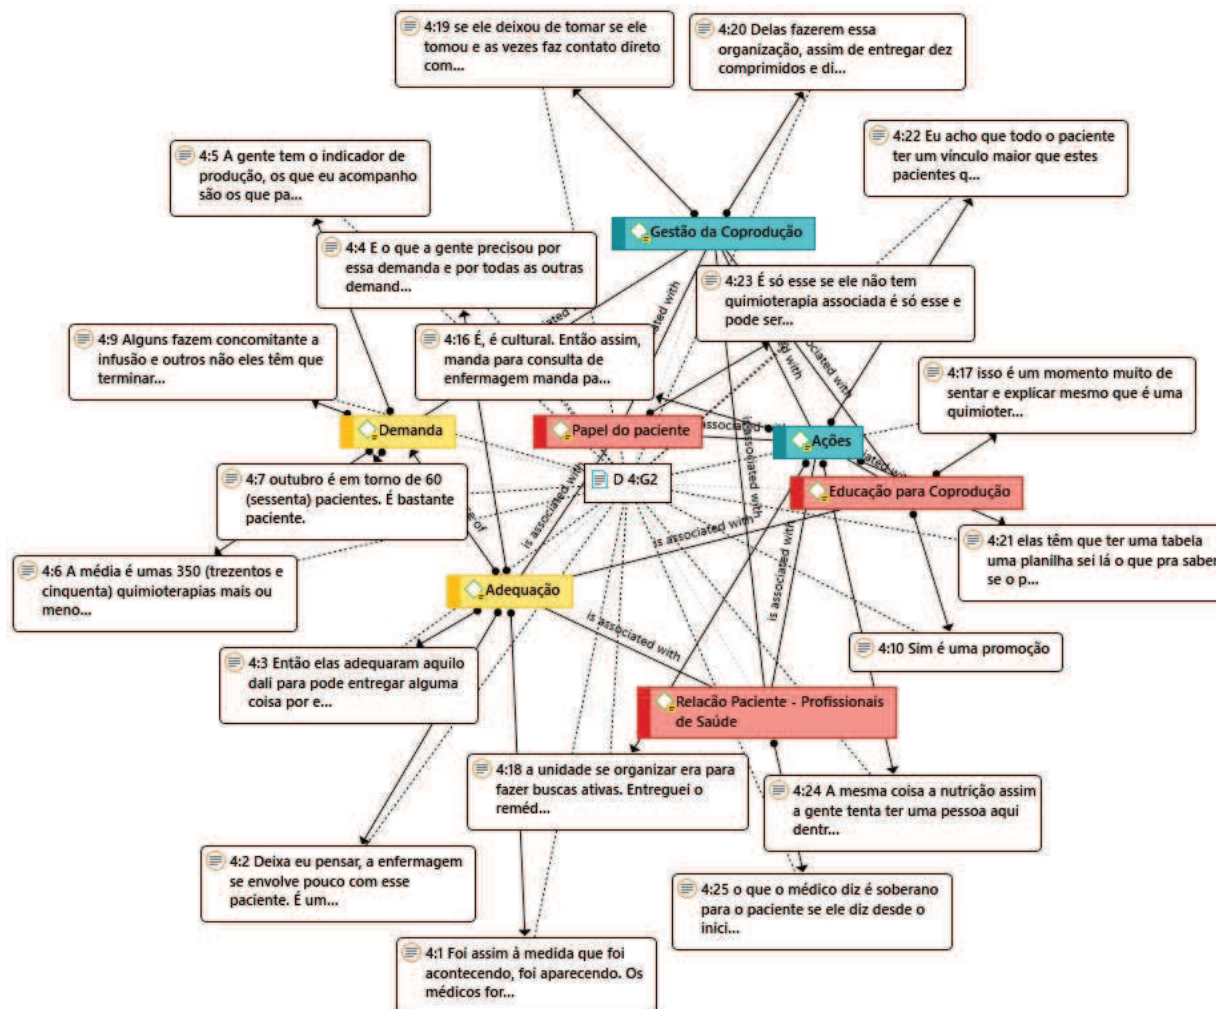 4:19 se ele deixou de tomar se ele
tomou e as vezes faz contato direto
com...
4:20 Delas fazerem essa
organização, assim de entregar dez
comprimidos e di...
4:22 Eu acho que todo o paciente
ter um vínculo maior que estes
pacientes q...
4:5 A gente tem o indicador de
produção, os que eu acompanho
são os que pa...
Gestão da Coprodução
4:4 E o que a gente precisou por
essa demanda e por todas as outras
demand...
4:23 É só esse se ele não tem
quimioterapia associada é só esse e
pode ser...
4:9 Alguns fazem concomitante a
infusão e outros não eles têm que
terminar...
4:16 É, é cultural. Então assim,
manda para consulta de
enfermagem manda pa...
4:17 isso é um momento muito de
sentar e explicar mesmo que é uma
quimioter...
Demanda
Papel do paciente
Ações
D 4:G2
4:7 outubro é em torno de 60
(sessenta) pacientes. É bastante
paciente.
Educação para Coprodução
4:21 elas têm que ter uma tabela
uma planilha sei lá o que pra saber
se o p...
4:6 A média é umas 350 (trezentos e
cinquenta) quimioterapias mais ou
meno...
is associated with
is associated with
is associated with
is associated with
is associated with
Adequação
4:10 Sim é uma promoção
4:3 Então elas adequaram aquilo
dali para pode entregar alguma
coisa por e...
Relacão Paciente - Profissionais
de Saúde
4:18 a unidade se organizar era para
fazer buscas ativas. Entreguei o
reméd...
4:24 A mesma coisa a nutrição assim
a gente tenta ter uma pessoa aqui
dentr...
4:2 Deixa eu pensar, a enfermagem
se envolve pouco com esse
paciente. É um...
4:25 o que o médico diz é soberano
para o paciente se ele diz desde o
inici...
4:1 Foi assim à medida que foi
acontecendo, foi aparecendo. Os
médicos for...